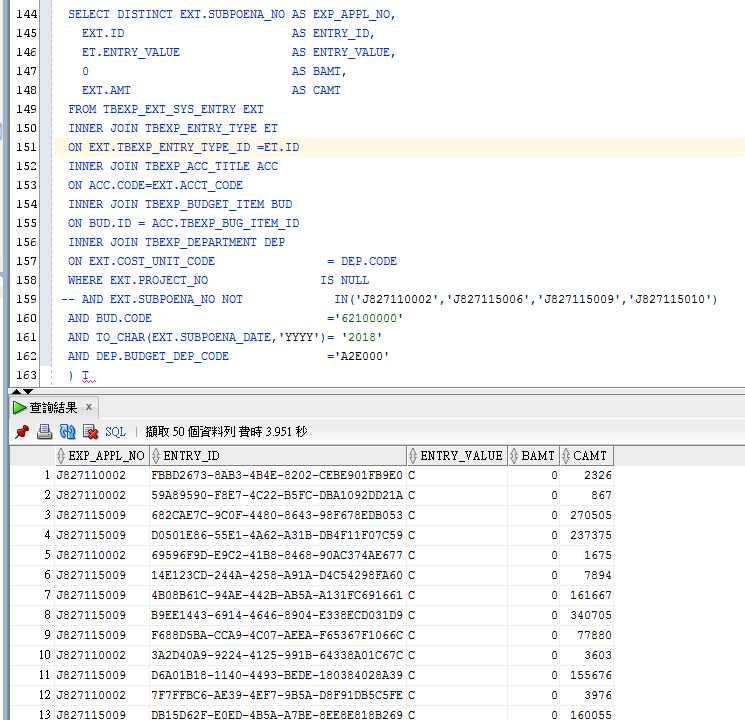 144 SELECT DISTINCT EXT.SUBPOENA_NO AS EXP_APPL_NO,
145 EXT.ID AS ENTRY_ID,
146 ET.ENTRY_VALUE AS ENTRY_VALUE,
147 0 AS BAMT,
148 EXT.AMT AS CAMT
149 FROM TBEXP_EXT_SYS_ENTRY EXT
150 INNER JOIN TBEXP_ENTRY_TYPE ET
151 ON EXT.TBEXP_ENTRY_TYPE_ID =ET.ID
152 INNER JOIN TBEXP_ACC_TITLE ACC
153 ON ACC.CODE=EXT.ACCT_CODE
154 INNER JOIN TBEXP_BUDGET_ITEM BUD
155 ON BUD.ID = ACC.TBEXP_BUG_ITEM_ID
156 INNER JOIN TBEXP_DEPARTMENT DEP
157 ON EXT.COST_UNIT_CODE = DEP.CODE
158 WHERE EXT.PROJECT_NO IS NULL
159 -- AND EXT.SUBPOENA_NO NOT IN('J827110002','J827115006','J827115009','J827115010')
160 AND BUD.CODE ='62100000'
161 AND TO_CHAR(EXT.SUBPOENA_DATE,'YYYY')= '2018'
162 AND DEP.BUDGET_DEP_CODE ='A2E000'
163 ) T
查詢結果 x
SQL | 擷取 50 個資料列 費時 3.951 秒
EXP_APPL_NO ENTRY_ID ENTRY_VALUE BAMT CAMT
1 J827110002 FBBD2673-8AB3-4B4E-8202-CEBE901FB9E0 C 0 2326
2 J827110002 59A89590-F8E7-4C22-B5FC-DBA1092DD21A C 0 867
3 J827115009 682CAE7C-9C0F-4480-8643-98F678EDB053 C 0 270505
4 J827115009 D0501E86-55E1-4A62-A31B-DB4F11F07C59 C 0 237375
5 J827110002 69596F9D-E9C2-41B8-8468-90AC374AE677 C 0 1675
6 J827115009 14E123CD-244A-4258-A91A-D4C54298FA60 C 0 7894
7 J827115009 4B08B61C-94AE-442B-AB5A-A131FC691661 C 0 161667
8 J827115009 B9EE1443-6914-4646-8904-E338ECD031D9 C 0 340705
9 J827115009 F688D5BA-CCA9-4C07-AEEA-F65367F1066C C 0 77880
10 J827110002 3A2D40A9-9224-4125-991B-64338A01C67C C 0 3603
11 J827115009 D6A01B18-1140-4493-BEDE-180384028A39 C 0 155676
12 J827110002 7F7FFBC6-AE39-4EF7-9B5A-D8F91DB5C5FE C 0 3976
13 J827115009 DB15D62F-E0ED-4B5A-A7BE-8EE8E818B269 C 0 160055